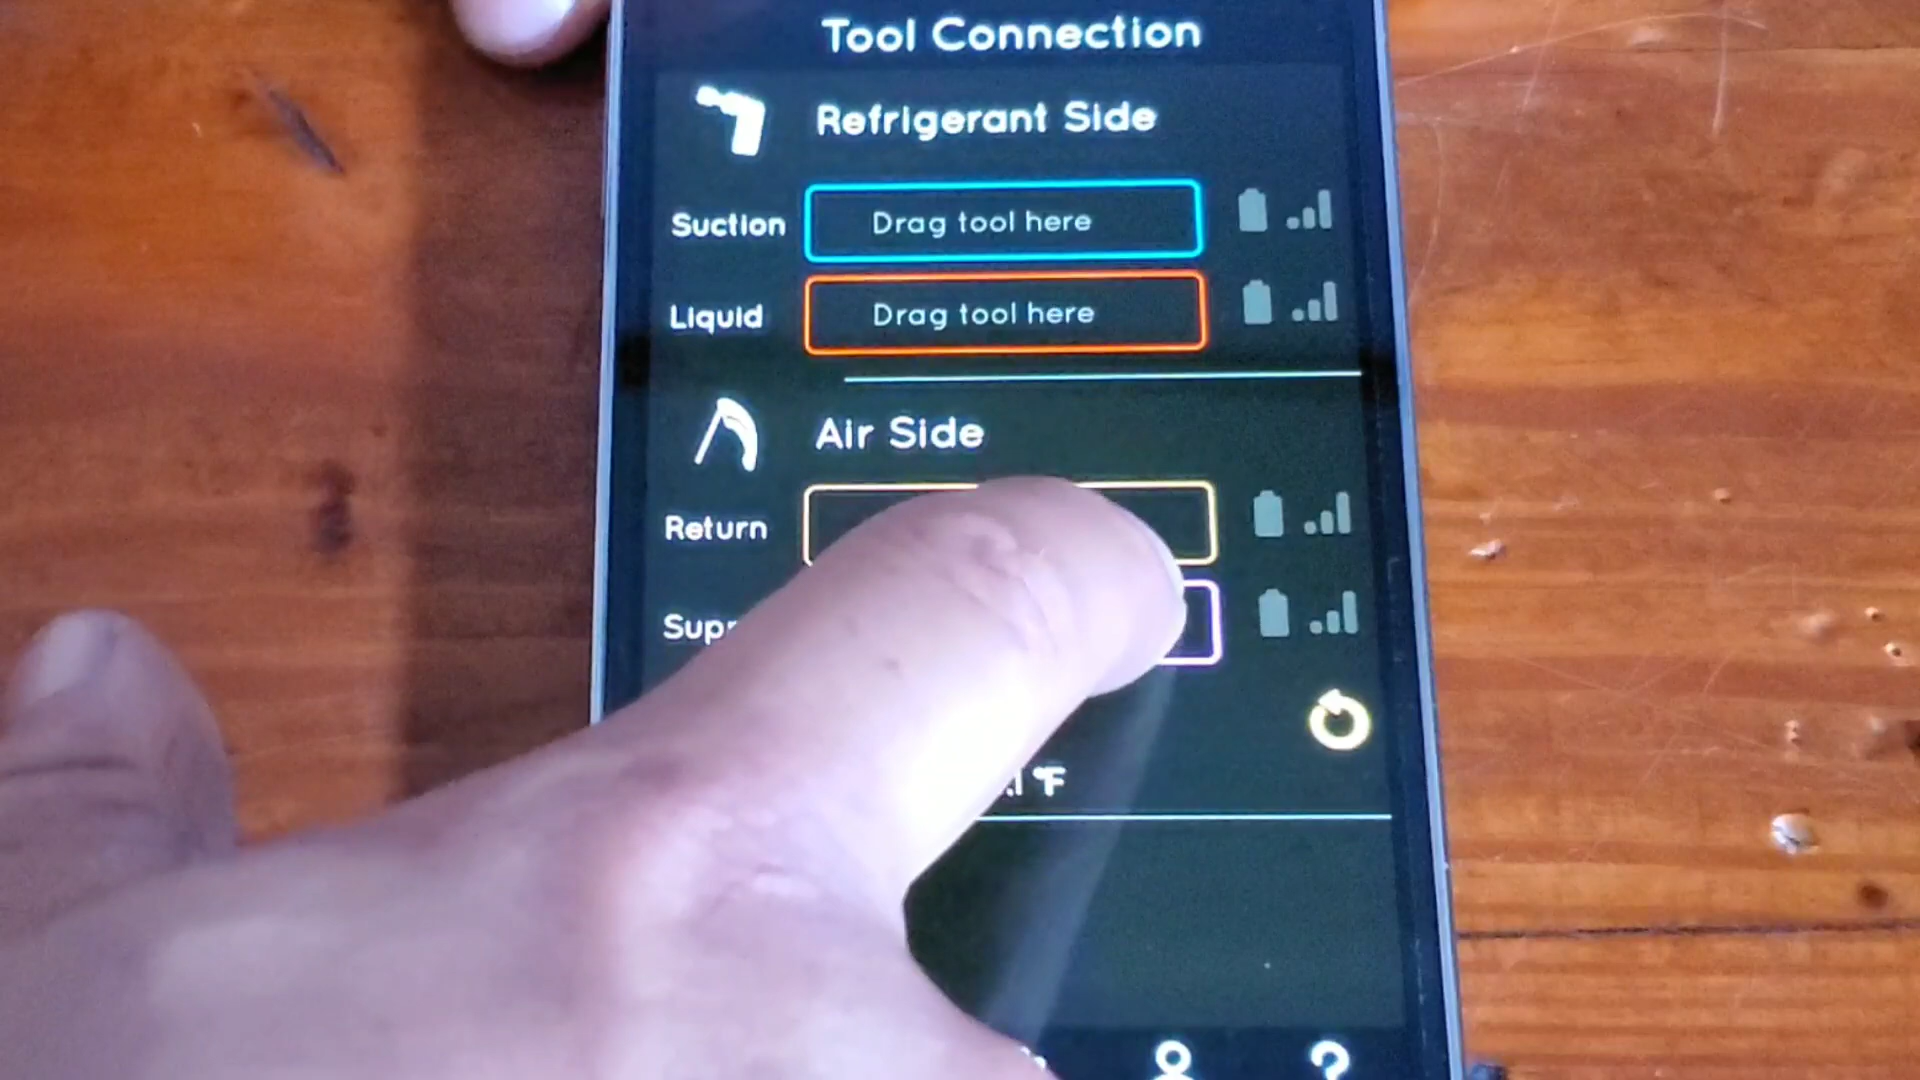 Tool Connection
Refrigerant Side
Suction Drag tool here
Liquid Drag tool here
Air Side
Return
°F
?